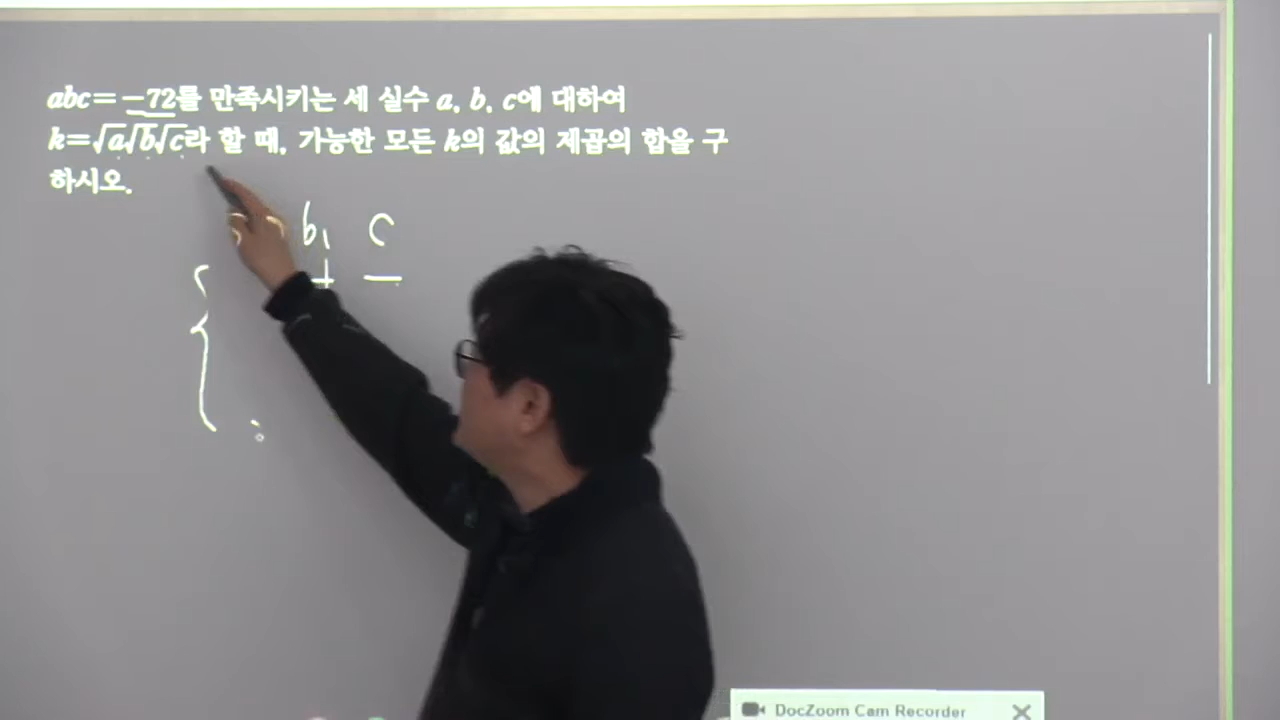 abc=-72를 만족시키는 세 실수 a, b, c에 대하여
k=√a√b√c라 할 때, 가능한 모든 k의 값의 제곱의 합을 구
하시오.
b, c
+ -
DocZoom Cam Recorder